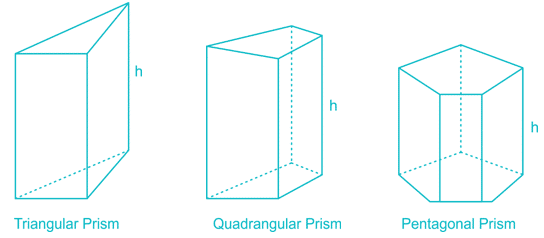 h
h
h
Triangular Prism
Quadrangular Prism
Pentagonal Prism